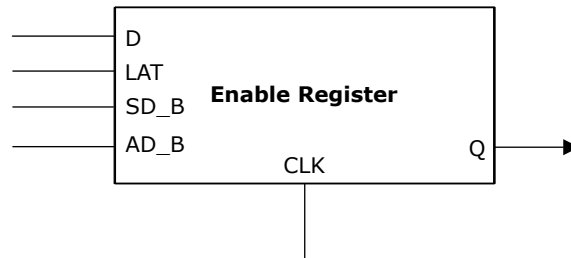 D
LAT
SD_B
Enable Register
AD_B
CLK
Q